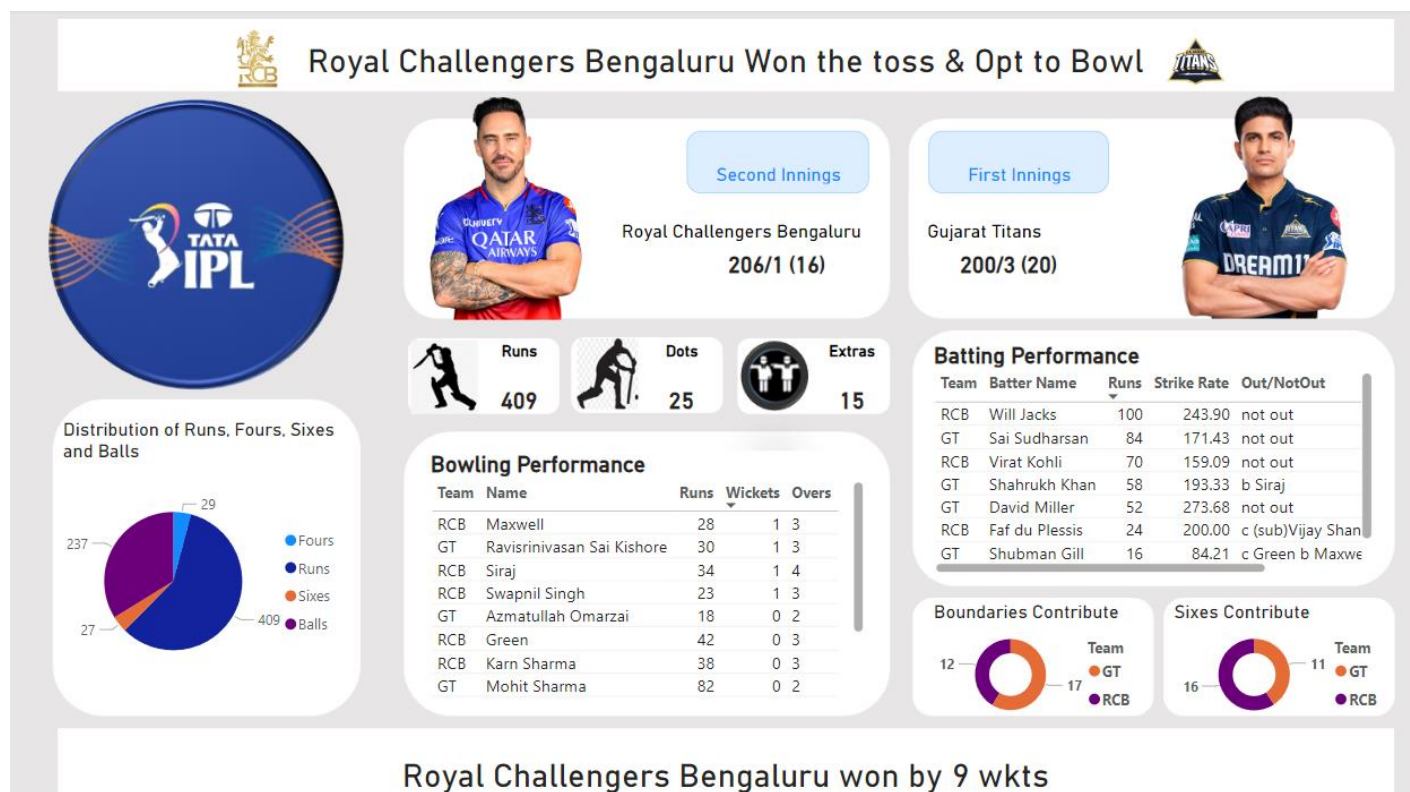 RCB
Royal Challengers Bengaluru Won the toss & Opt to Bowl
TITANS
TATA
IPL
QATAR
AIRWAYS
Second Innings
Royal Challengers Bengaluru
206/1 (16)
First Innings
Gujarat Titans
200/3 (20)
DREAM11
Runs
409
Dots
25
Extras
15
Distribution of Runs, Fours, Sixes
and Balls
29
237
27
409
Fours
Runs
Sixes
Balls
Bowling Performance
Team Name Runs Wickets Overs
RCB Maxwell 28 1 3
GT Ravisrinivasan Sai Kishore 30 1 3
RCB Siraj 34 1 4
RCB Swapnil Singh 23 1 3
GT Azmatullah Omarzai 18 0 2
RCB Green 42 0 3
RCB Karn Sharma 38 0 3
GT Mohit Sharma 82 0 2
Batting Performance
Team Batter Name Runs Strike Rate Out/NotOut
RCB Will Jacks 100 243.90 not out
GT Sai Sudharsan 84 171.43 not out
RCB Virat Kohli 70 159.09 not out
GT Shahrukh Khan 58 193.33 b Siraj
GT David Miller 52 273.68 not out
RCB Faf du Plessis 24 200.00 c (sub)Vijay Shan
GT Shubman Gill 16 84.21 c Green b Maxwe
Boundaries Contribute
12
17
Team
GT
RCB
Sixes Contribute
16
11
Team
GT
RCB
Royal Challengers Bengaluru won by 9 wkts